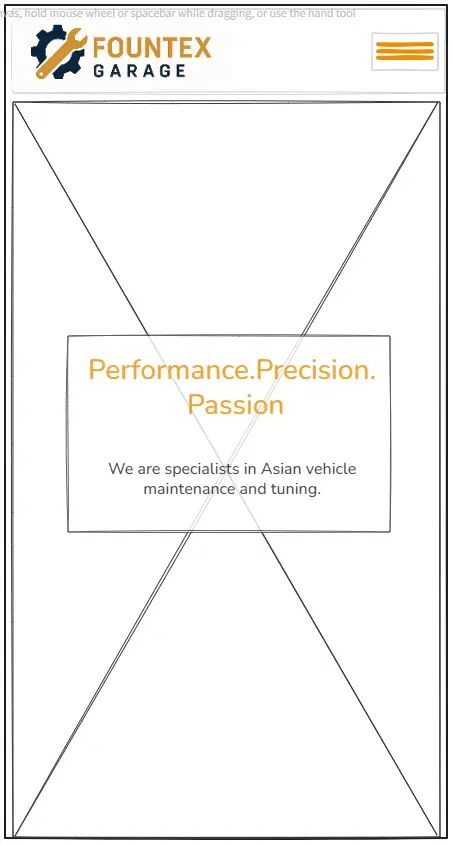 vas, hold mouse wheel or spacebar while dragging, or use the hand tool
FOUNTEX
GARAGE
Performance.Precision.
Passion
We are specialists in Asian vehicle
maintenance and tuning.